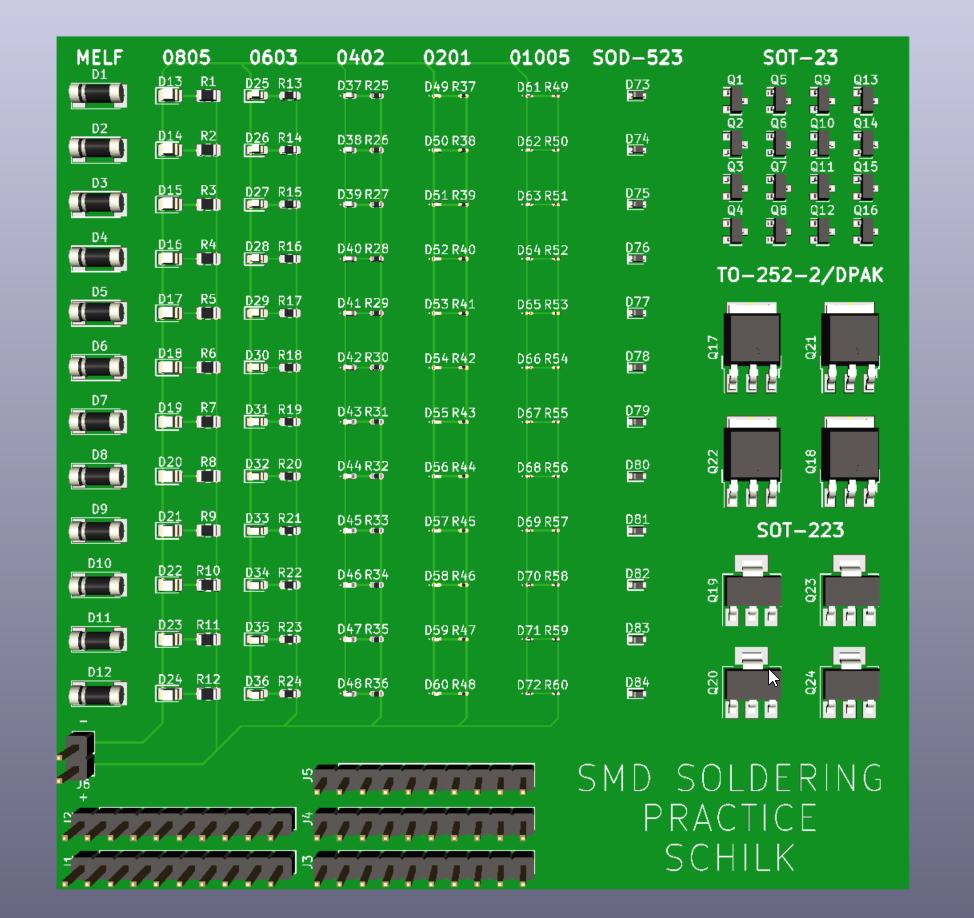 MELF 0805 0603 0402 0201 01005 SOD-523 SOT-23
D1 D13 R1 D25 R13 D37 R25 D49 R37 D61 R49 D73 Q1 Q5 Q9 Q13
D2 D14 R2 D26 R14 D38 R26 D50 R38 D62 R50 D74 Q2 Q6 Q10 Q14
D3 D15 R3 D27 R15 D39 R27 D51 R39 D63 R51 D75 Q3 Q7 Q11 Q15
D4 D16 R4 D28 R16 D40 R28 D52 R40 D64 R52 D76 Q4 Q8 Q12 Q16
TO-252-2/DPAK
D5 D17 R5 D29 R17 D41 R29 D53 R41 D65 R53 D77
Q17 Q21
D6 D18 R6 D30 R18 D42 R30 D54 R42 D66 R54 D78
D7 D19 R7 D31 R19 D43 R31 D55 R43 D67 R55 D79
D8 D20 R8 D32 R20 D44 R32 D56 R44 D68 R56 D80
Q22 Q18
D9 D21 R9 D33 R21 D45 R33 D57 R45 D69 R57 D81
SOT-223
D10 D22 R10 D34 R22 D46 R34 D58 R46 D70 R58 D82
Q19 Q23
D11 D23 R11 D35 R23 D47 R35 D59 R47 D71 R59 D83
D12 D24 R12 D36 R24 D48 R36 D60 R48 D72 R60 D84
Q20 Q24
-
J6
+
J5
J2 J4
J1 J3
SMD SOLDERING
PRACTICE
SCHILK